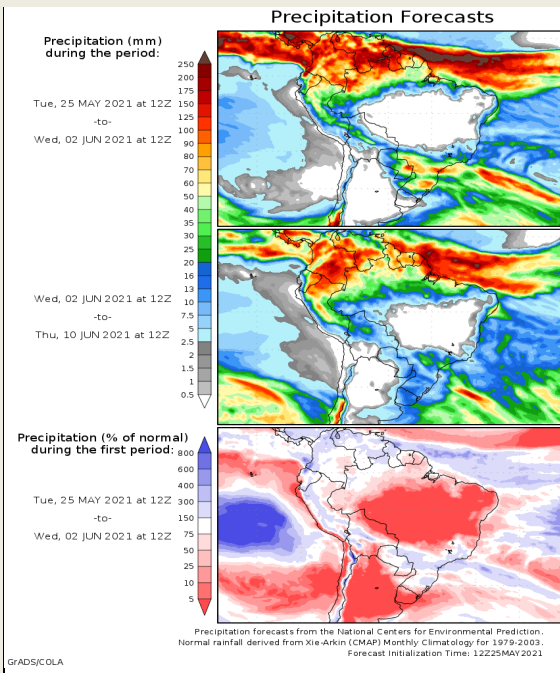 Precipitation Forecasts
Precipitation (mm)
during the period:
Tue, 25 MAY 2021 at 12Z
-to-
Wed, 02 JUN 2021 at 12Z
250
200
175
150
125
100
90
80
70
60
50
40
35
30
25
20
16
13
10
7.5
5
2.5
2
1.5
1
0.5
Wed, 02 JUN 2021 at 12Z
-to-
Thu, 10 JUN 2021 at 12Z
Precipitation (% of normal)
during the first period:
Tue, 25 MAY 2021 at 12Z
-to-
Wed, 02 JUN 2021 at 12Z
800
600
400
300
150
75
50
25
10
5
Precipitation forecasts from the National Centers for Environmental Prediction.
Normal rainfall derived from Xie-Arkin (CMAP) Monthly Climatology for 1979-2003.
Forecast Initialization Time: 12Z25MAY2021
GrADS/COLA